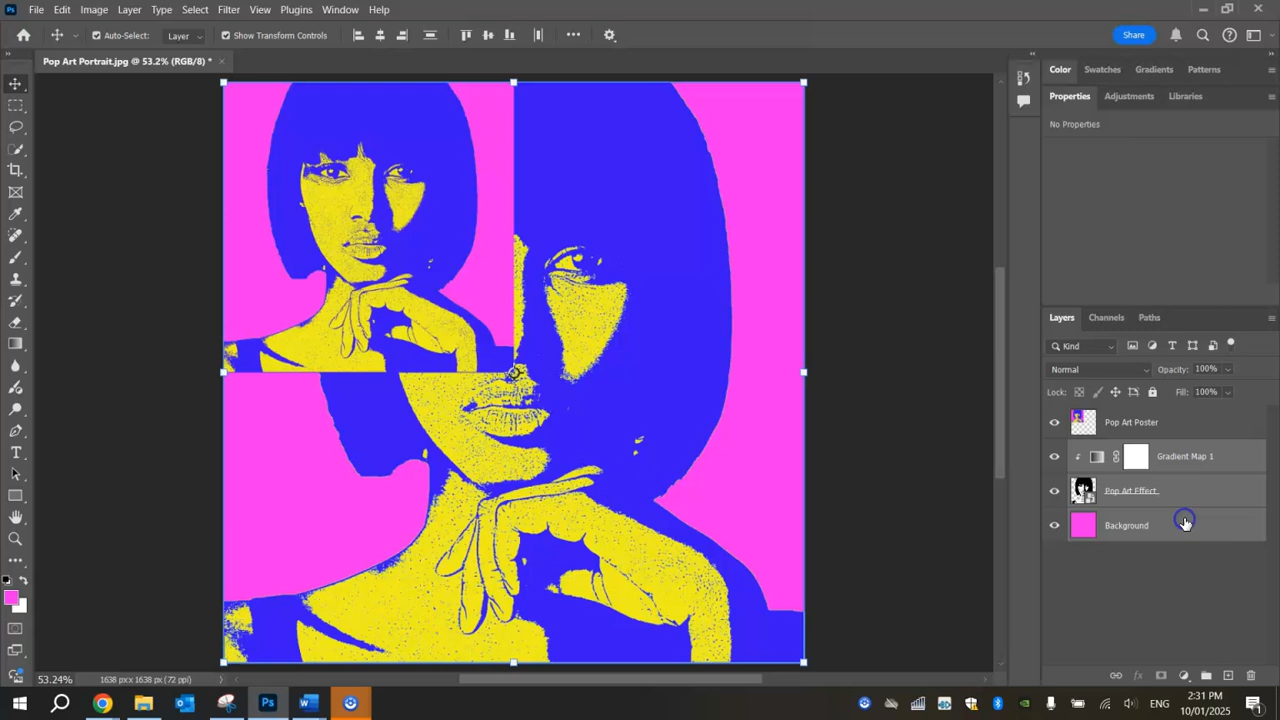 Ps File Edit Image Layer Type Select Filter View Plugins Window Help
Auto-Select: Layer Show Transform Controls Share
Pop Art Portrait.jpg @ 53.2% (RGB/8) *
Color Swatches Gradients Patterns
Properties Adjustments Libraries
No Properties
Layers Channels Paths
Kind
Normal Opacity: 100%
Lock: Fill: 100%
Pop Art Poster
Gradient Map 1
Pop Art Effect
Background
53.24% 1638 px x 1638 px (72 ppi)
2:31 PM
ENG
10/01/2025